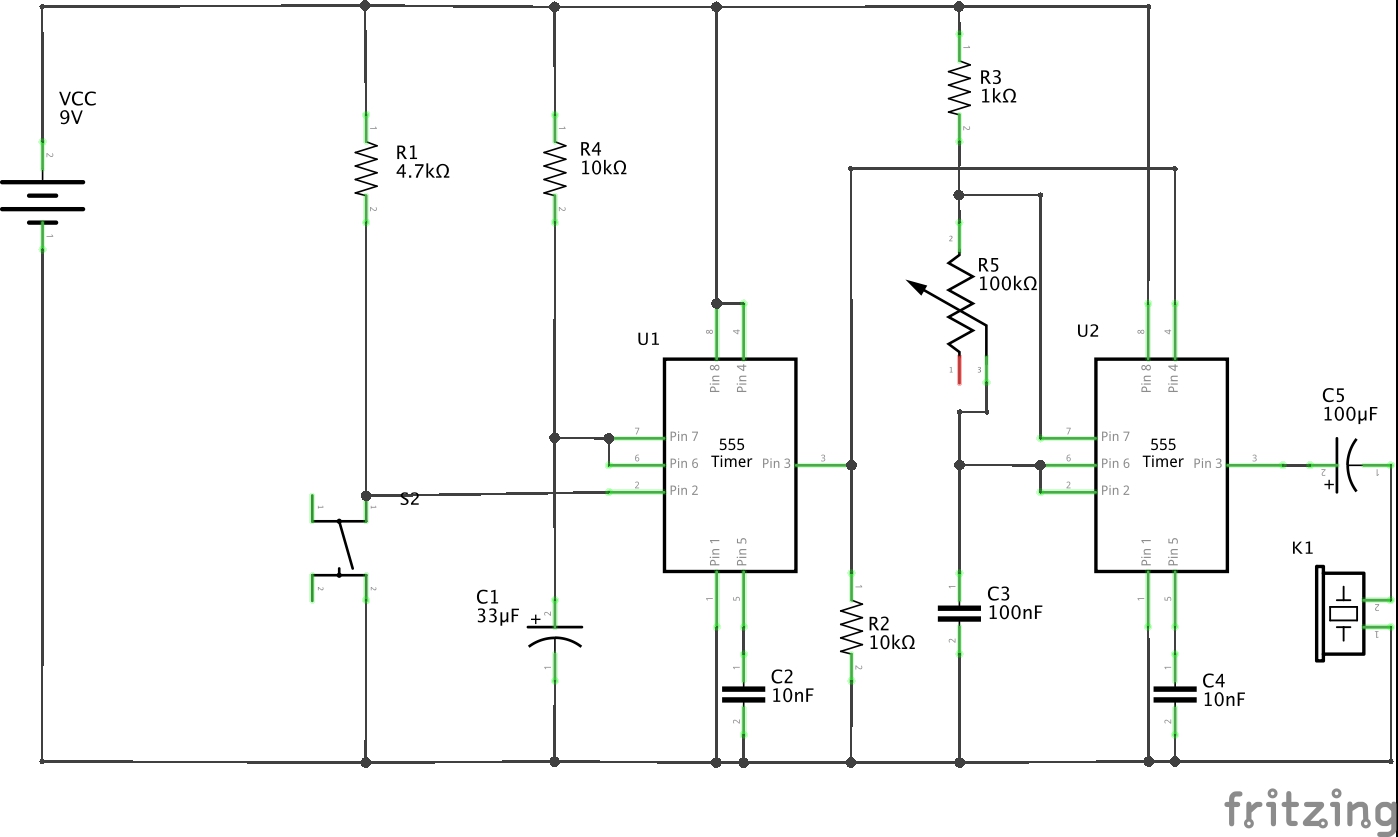 VCC
9V
2
1
R1
4.7kΩ
1
2
R4
10kΩ
1
2
R3
1kΩ
1
2
R5
100kΩ
2
1
3
U1
8
4
Pin 8
Pin 4
7
Pin 7
6
Pin 6
2
Pin 2
555
Timer
Pin 3
3
Pin 1
Pin 5
1
5
U2
8
4
Pin 8
Pin 4
7
Pin 7
6
Pin 6
2
Pin 2
555
Timer
Pin 3
3
Pin 1
Pin 5
1
5
S2
1
1
2
2
C1
33µF
+
2
1
C2
10nF
1
2
R2
10kΩ
1
2
C3
100nF
1
2
C4
10nF
1
2
C5
100µF
2
1
+
K1
2
1
fritzing